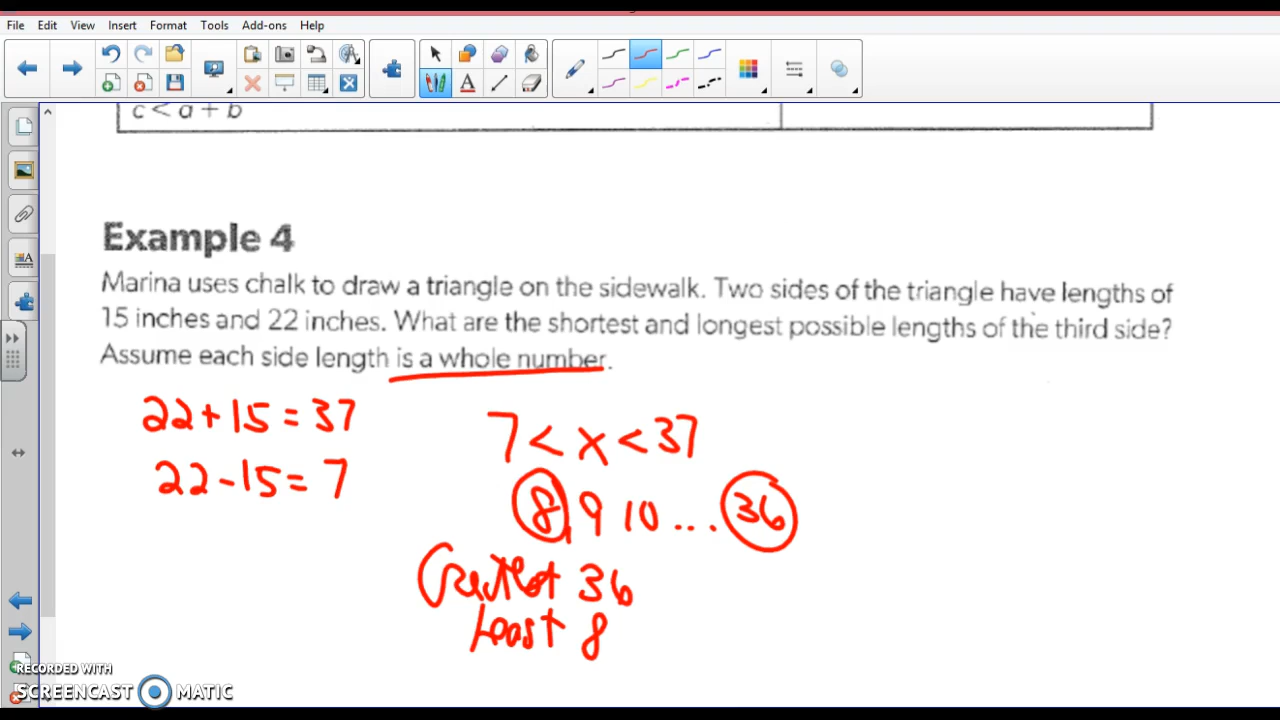 File Edit View Insert Format Tools Add-ons Help
c < a + b
Example 4
Marina uses chalk to draw a triangle on the sidewalk. Two sides of the triangle have lengths of
15 inches and 22 inches. What are the shortest and longest possible lengths of the third side?
Assume each side length is a whole number.
22+15=37
22-15=7
7 < x < 37
8, 9 10 ... 36
Greatest 36
Least 8
RECORDED WITH
SCREENCAST MATIC